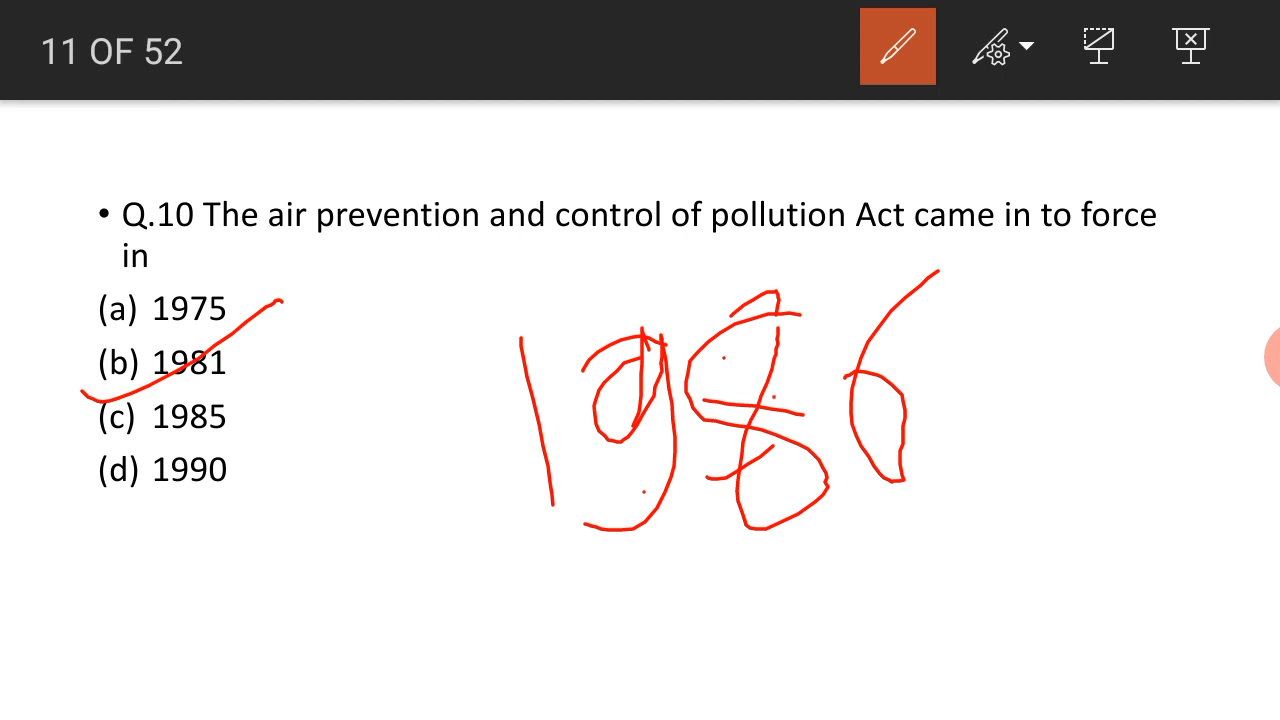 11 OF 52
• Q.10 The air prevention and control of pollution Act came in to force
in
(a) 1975
(b) 1981
(c) 1985
(d) 1990
1986